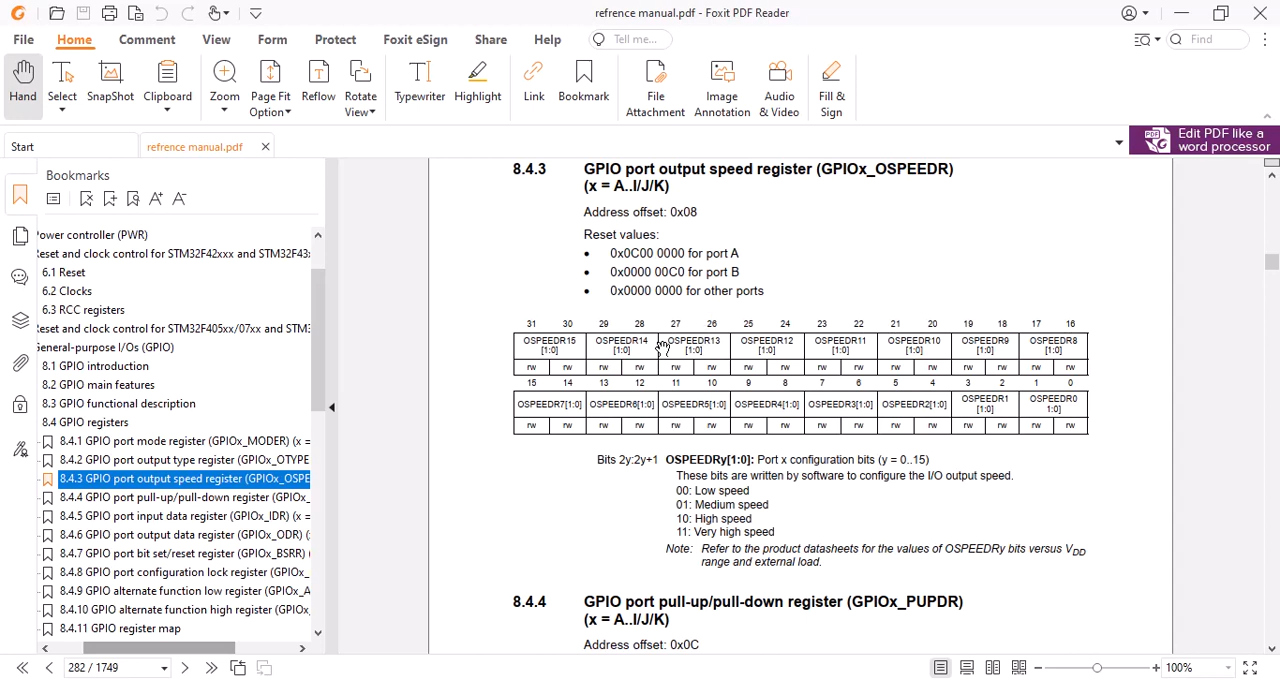 refrence manual.pdf - Foxit PDF Reader
File Home Comment View Form Protect Foxit eSign Share Help Tell me... Find
Hand Select SnapShot Clipboard Zoom Page Fit Option Reflow Rotate View Typewriter Highlight Link Bookmark File Attachment Image Annotation Audio & Video Fill & Sign
Start refrence manual.pdf
Edit PDF like a
word processor
Bookmarks
Power controller (PWR)
Reset and clock control for STM32F42xxx and STM32F43
6.1 Reset
6.2 Clocks
6.3 RCC registers
Reset and clock control for STM32F405xx/07xx and STM
General-purpose I/Os (GPIO)
8.1 GPIO introduction
8.2 GPIO main features
8.3 GPIO functional description
8.4 GPIO registers
8.4.1 GPIO port mode register (GPIOx_MODER) (x =
8.4.2 GPIO port output type register (GPIOx_OTYPE
8.4.3 GPIO port output speed register (GPIOx_OSPE
8.4.4 GPIO port pull-up/pull-down register (GPIOx_
8.4.5 GPIO port input data register (GPIOx_IDR) (x =
8.4.6 GPIO port output data register (GPIOx_ODR) (
8.4.7 GPIO port bit set/reset register (GPIOx_BSRR) (
8.4.8 GPIO port configuration lock register (GPIOx_
8.4.9 GPIO alternate function low register (GPIOx_A
8.4.10 GPIO alternate function high register (GPIOx_
8.4.11 GPIO register map
8.4.3 GPIO port output speed register (GPIOx_OSPEEDR)
(x = A..I/J/K)
Address offset: 0x08
Reset values:
• 0x0C00 0000 for port A
• 0x0000 00C0 for port B
• 0x0000 0000 for other ports
31 30 29 28 27 26 25 24 23 22 21 20 19 18 17 16
OSPEEDR15 OSPEEDR14 OSPEEDR13 OSPEEDR12 OSPEEDR11 OSPEEDR10 OSPEEDR9 OSPEEDR8
[1:0] [1:0] [1:0] [1:0] [1:0] [1:0] [1:0] [1:0]
rw rw rw rw rw rw rw rw rw rw rw rw rw rw rw rw
15 14 13 12 11 10 9 8 7 6 5 4 3 2 1 0
OSPEEDR7[1:0] OSPEEDR6[1:0] OSPEEDR5[1:0] OSPEEDR4[1:0] OSPEEDR3[1:0] OSPEEDR2[1:0] OSPEEDR1 [1:0] OSPEEDR0 1:0]
rw rw rw rw rw rw rw rw rw rw rw rw rw rw rw rw
Bits 2y:2y+1 OSPEEDRy[1:0]: Port x configuration bits (y = 0..15)
These bits are written by software to configure the I/O output speed.
00: Low speed
01: Medium speed
10: High speed
11: Very high speed
Note: Refer to the product datasheets for the values of OSPEEDRy bits versus VDD
range and external load.
8.4.4 GPIO port pull-up/pull-down register (GPIOx_PUPDR)
(x = A..I/J/K)
Address offset: 0x0C
282 / 1749 100%